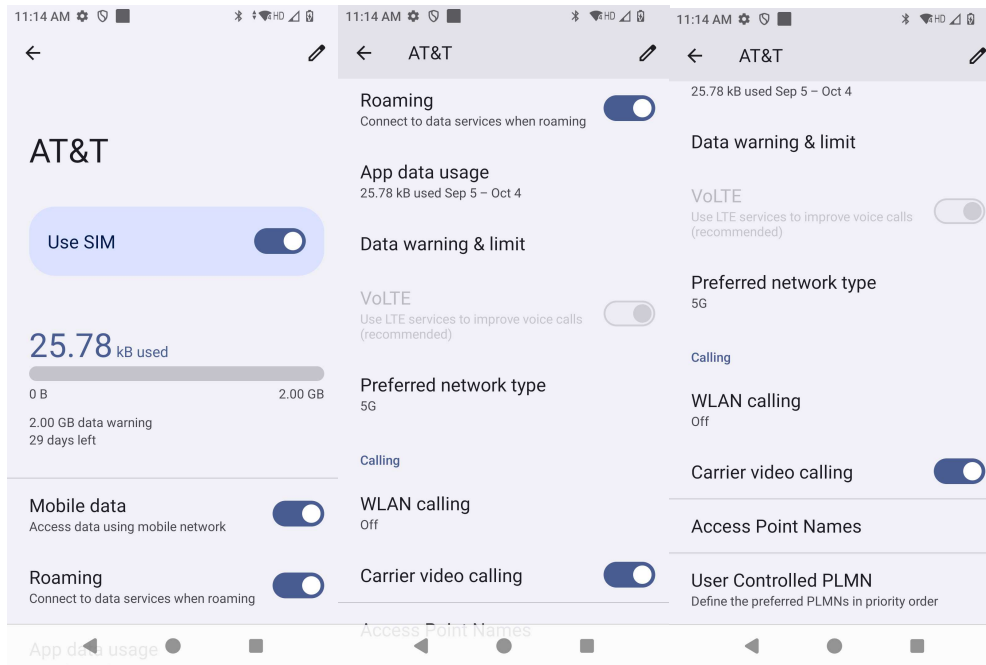 11:14 AM HD
AT&T
Use SIM
25.78 kB used
0 B 2.00 GB
2.00 GB data warning
29 days left
Mobile data
Access data using mobile network
Roaming
Connect to data services when roaming
App data usage
11:14 AM HD
AT&T
Roaming
Connect to data services when roaming
App data usage
25.78 kB used Sep 5 – Oct 4
Data warning & limit
VoLTE
Use LTE services to improve voice calls
(recommended)
Preferred network type
5G
Calling
WLAN calling
Off
Carrier video calling
Access Point Names
11:14 AM HD
AT&T
25.78 kB used Sep 5 – Oct 4
Data warning & limit
VoLTE
Use LTE services to improve voice calls
(recommended)
Preferred network type
5G
Calling
WLAN calling
Off
Carrier video calling
Access Point Names
User Controlled PLMN
Define the preferred PLMNs in priority order